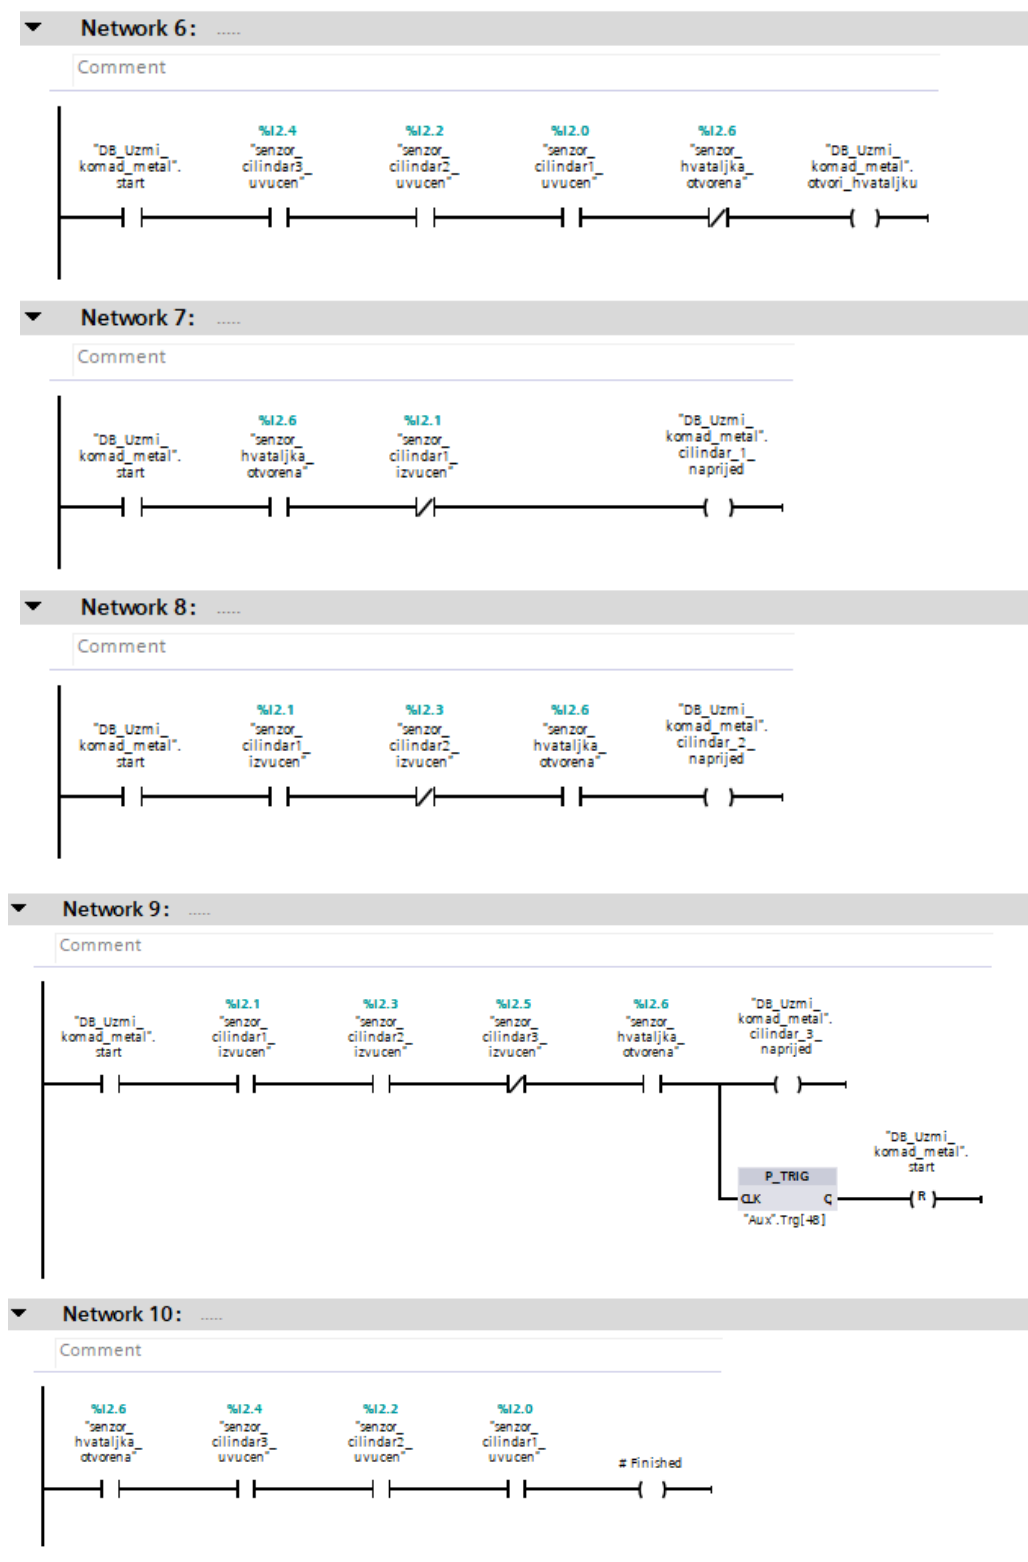 Network 6: .....
Comment
%I2.4 %I2.2 %I2.0 %I2.6
"DB_Uzmi_ "senzor_ "senzor_ "senzor_ "senzor_ "DB_Uzmi_
komad_metal". cilindar3_ cilindar2_ cilindar1_ hvataljka_ komad_metal".
start uvucen" uvucen" uvucen" otvorena" otvori_hvataljku
Network 7: .....
Comment
%I2.6 %I2.1 "DB_Uzmi_
"DB_Uzmi_ "senzor_ "senzor_ komad_metal".
komad_metal". hvataljka_ cilindar1_ cilindar_1_
start otvorena" izvucen" naprijed
Network 8: .....
Comment
%I2.1 %I2.3 %I2.6 "DB_Uzmi_
"DB_Uzmi_ "senzor_ "senzor_ "senzor_ komad_metal".
komad_metal". cilindar1_ cilindar2_ hvataljka_ cilindar_2_
start izvucen" izvucen" otvorena" naprijed
Network 9: .....
Comment
%I2.1 %I2.3 %I2.5 %I2.6 "DB_Uzmi_
"DB_Uzmi_ "senzor_ "senzor_ "senzor_ "senzor_ komad_metal".
komad_metal". cilindar1_ cilindar2_ cilindar3_ hvataljka_ cilindar_3_
start izvucen" izvucen" izvucen" otvorena" naprijed
"DB_Uzmi_
komad_metal".
start
P_TRIG
CLK Q R
"Aux".Trg[48]
Network 10: .....
Comment
%I2.6 %I2.4 %I2.2 %I2.0
"senzor_ "senzor_ "senzor_ "senzor_
hvataljka_ cilindar3_ cilindar2_ cilindar1_
otvorena" uvucen" uvucen" uvucen" # Finished